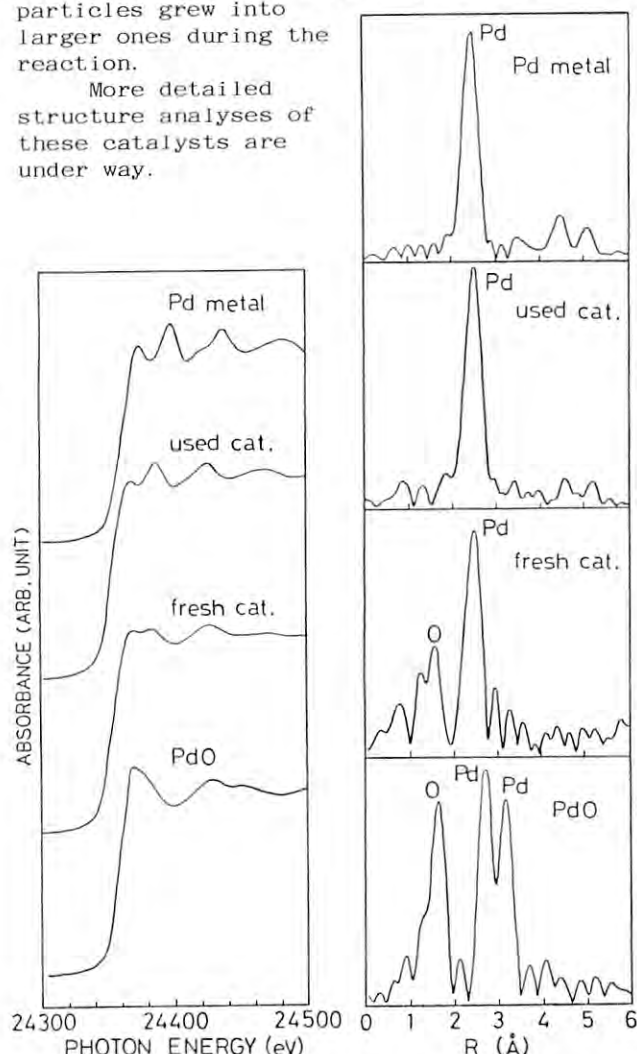 particles grew into
larger ones during the
reaction.
More detailed
structure analyses of
these catalysts are
under way.
Pd metal
used cat.
fresh cat.
PdO
ABSORBANCE (ARB. UNIT)
24300 24400 24500
PHOTON ENERGY (eV)
Pd
Pd metal
Pd
used cat.
Pd
fresh cat.
O
O
Pd
Pd
PdO
0 1 2 3 4 5 6
R (Å)